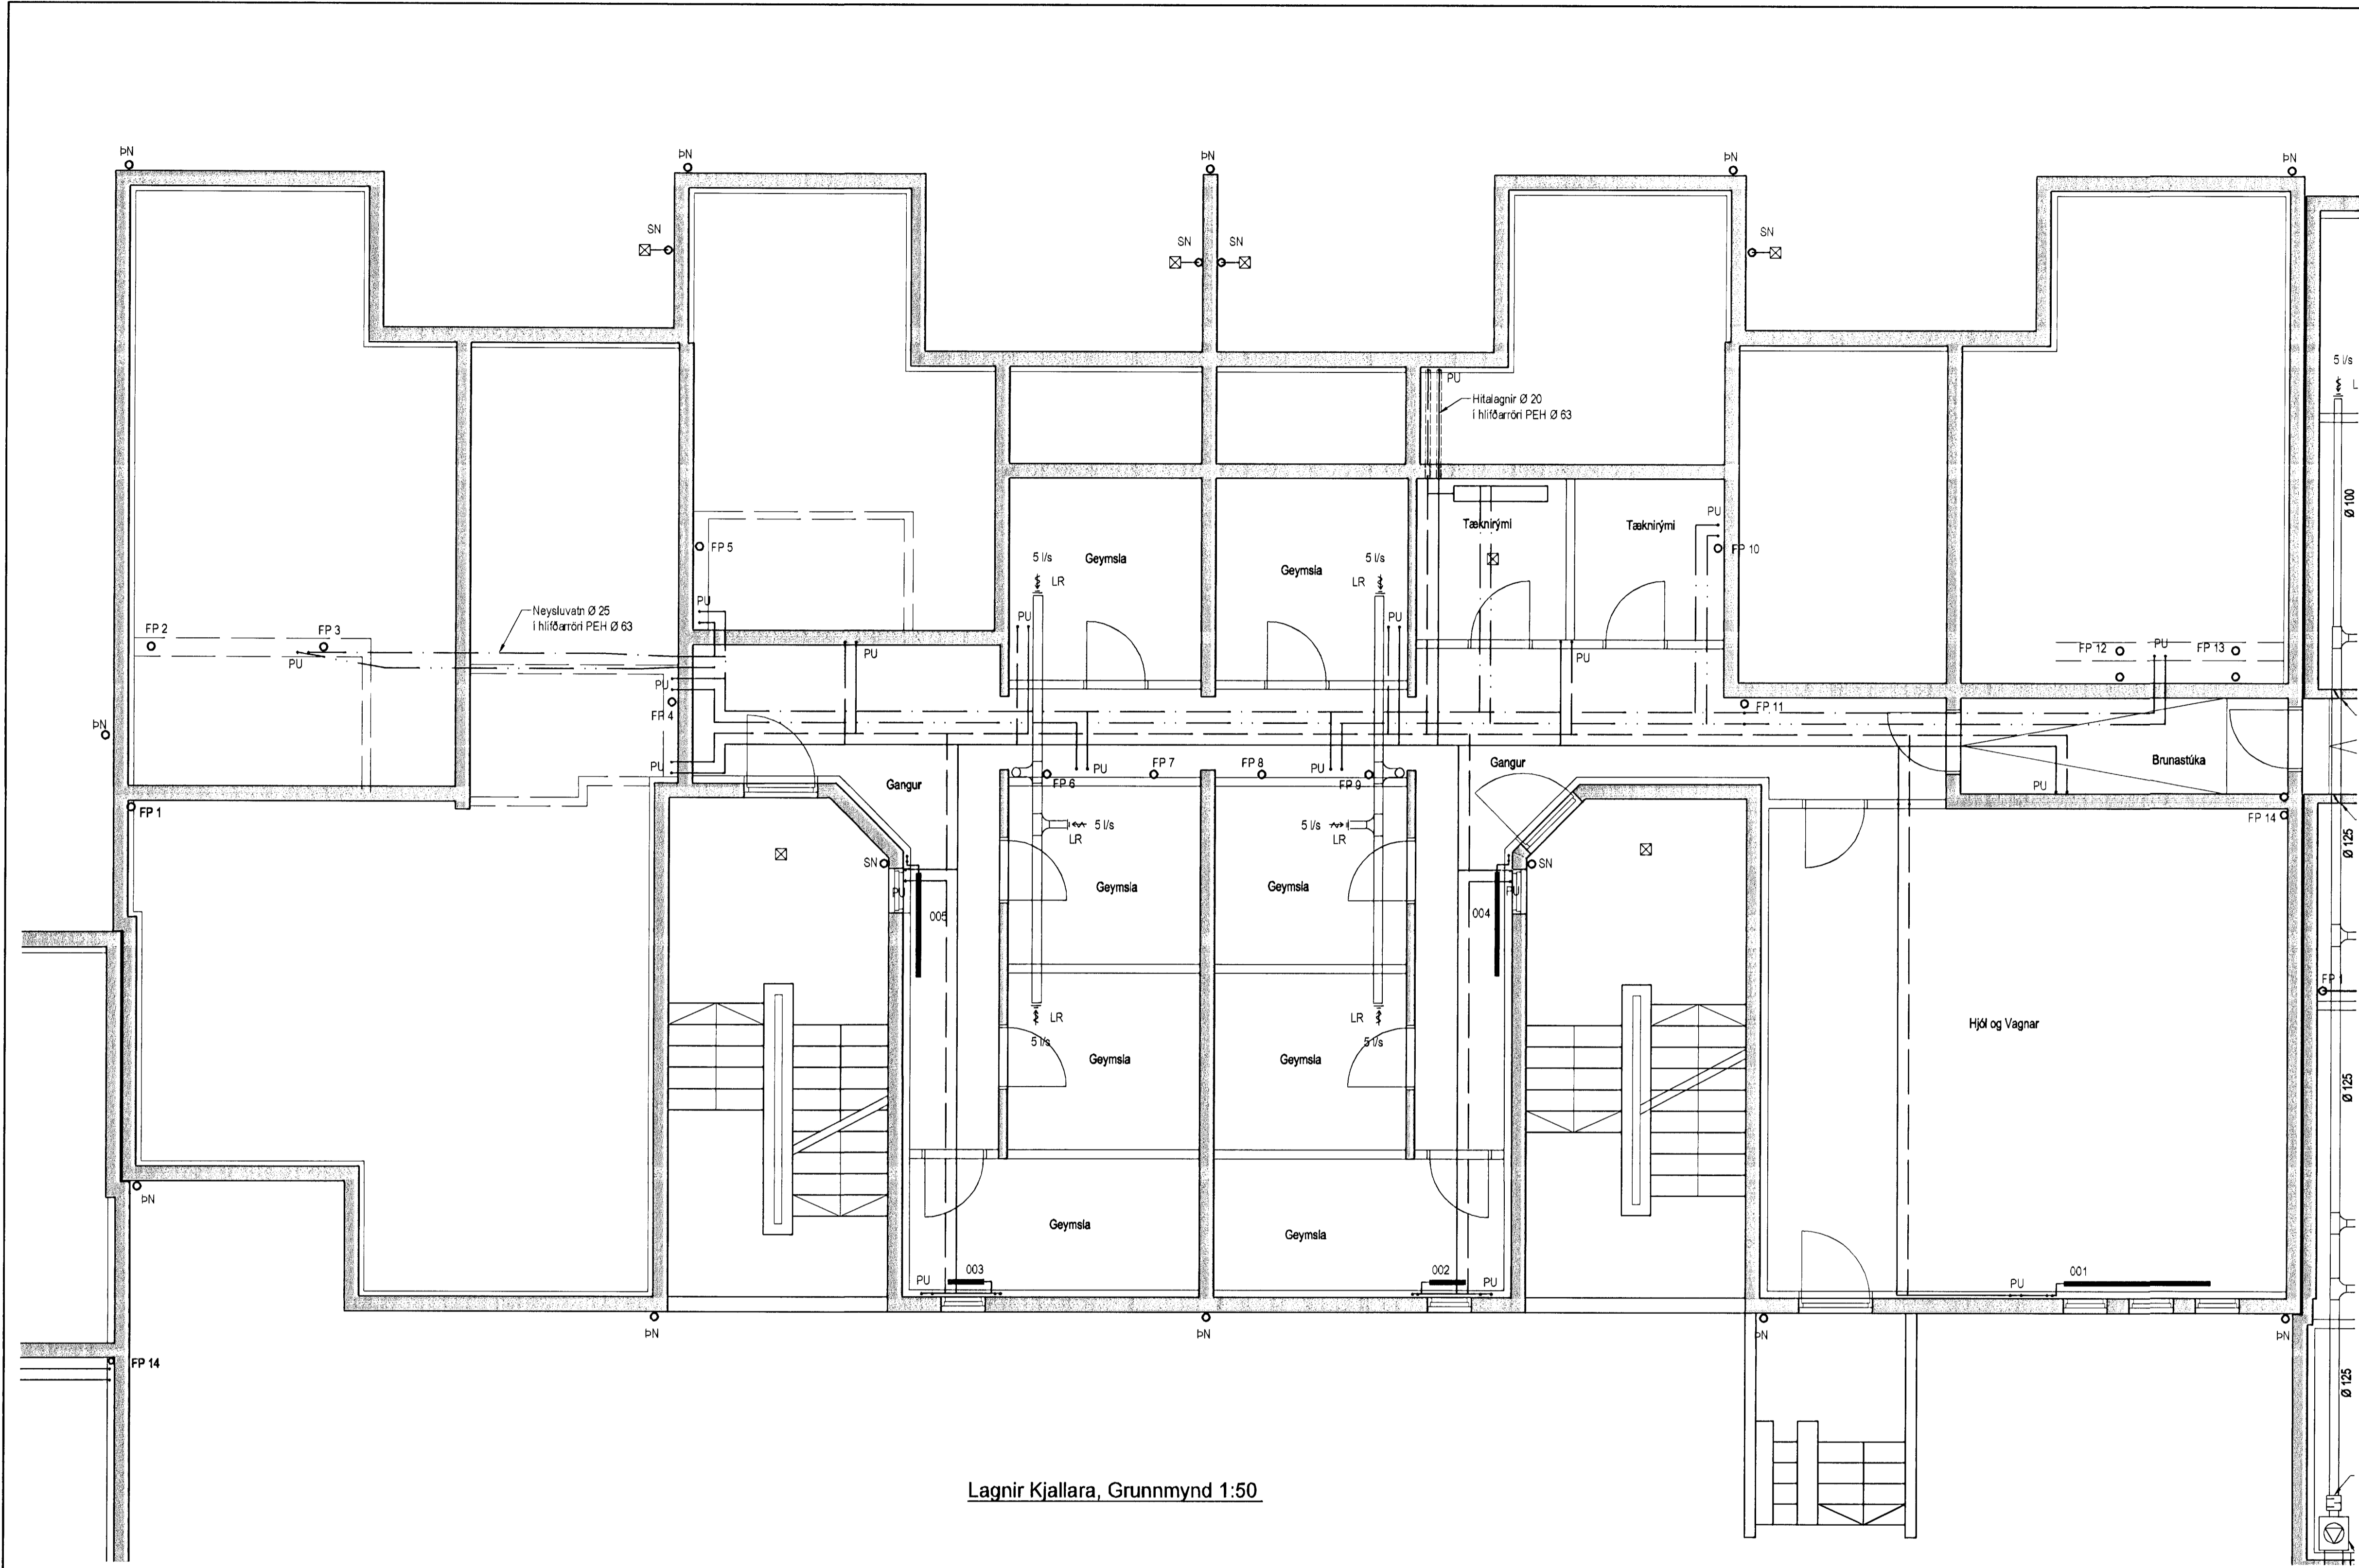 ÞN
ÞN
ÞN
ÞN
ÞN
SN
SN
SN
SN
5 l/s
L
PU
Hitalagnir Ø 20
í hlífðarröri PEH Ø 63
Ø 100
PU
Tæknirými
Tæknirými
FP 5
5 l/s
LR
Geymsla
Geymsla
5 l/s
LR
FP 10
Neysluvatn Ø 25
í hlífðarröri PEH Ø 63
PU
PU
PU
FP 2
FP 3
PU
PU
PU
FP 12
PU
FP 13
PU
FP 4
FP 11
ÞN
PU
Gangur
FP 6
PU
FP 7
FP 8
PU
FP 9
Gangur
Brunastúka
PU
FP 1
FP 14
5 l/s
LR
5 l/s
LR
Ø 125
SN
SN
PU
005
Geymsla
Geymsla
004
PU
FP 1
LR
5 l/s
LR
5 l/s
Hjól og Vagnar
Geymsla
Geymsla
Ø 125
ÞN
Geymsla
Geymsla
PU
003
002
PU
PU
001
ÞN
ÞN
ÞN
ÞN
FP 14
Ø 125
Lagnir Kjallara, Grunnmynd 1:50